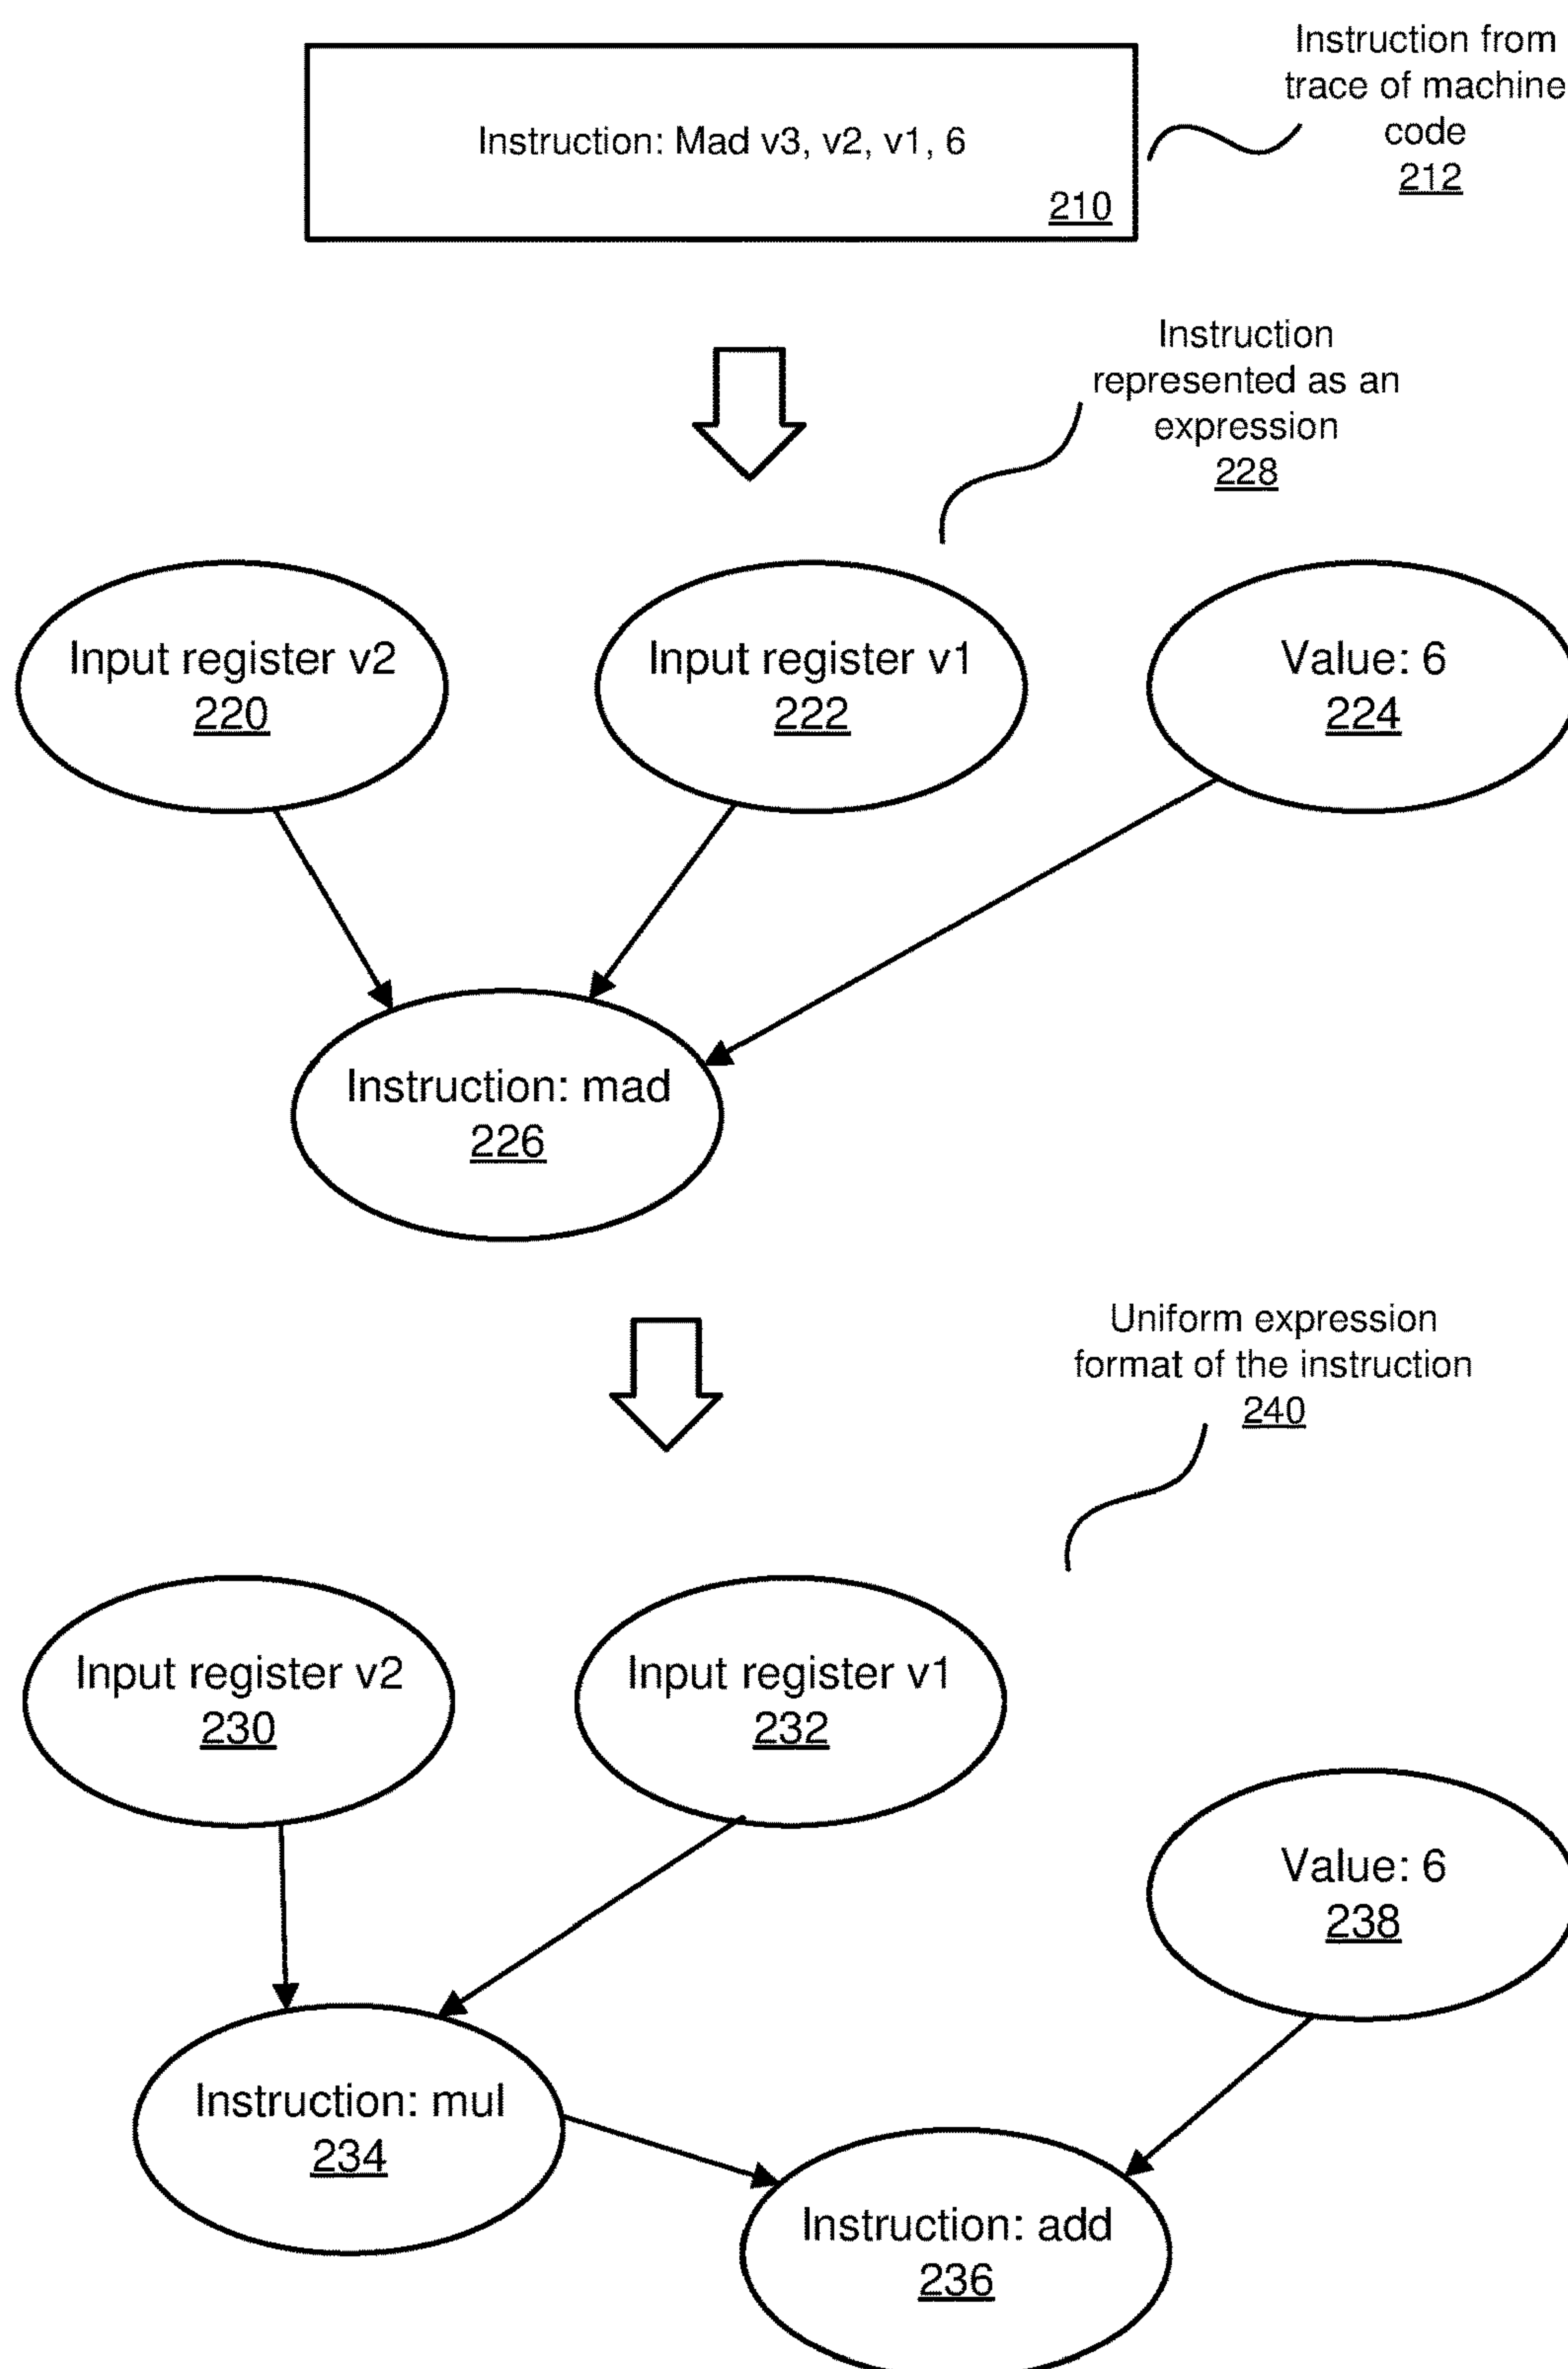 Instruction from
trace of machine
code
212
Instruction: Mad v3, v2, v1, 6
210
Instruction
represented as an
expression
228
Input register v2
220
Input register v1
222
Value: 6
224
Instruction: mad
226
Uniform expression
format of the instruction
240
Input register v2
230
Input register v1
232
Value: 6
238
Instruction: mul
234
Instruction: add
236